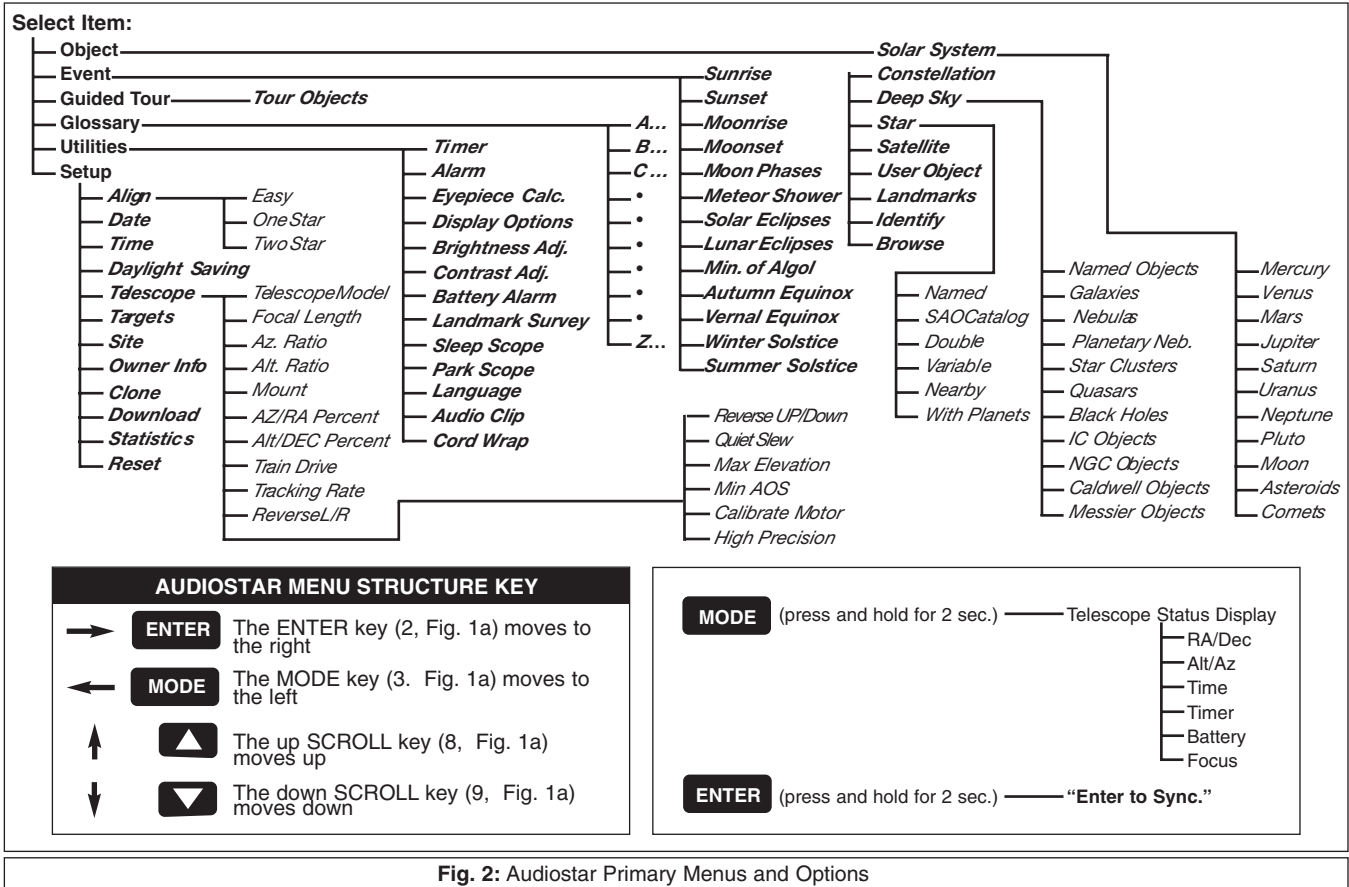 Select Item:
Object
Event
Guided Tour
Glossary
Utilities
Setup
Tour Objects
Align
Date
Time
Daylight Saving
Telescope
Targets
Site
Owner Info
Clone
Download
Statistics
Reset
Easy
One Star
Two Star
Telescope Model
Focal Length
Az. Ratio
Alt. Ratio
Mount
AZ/RA Percent
Alt/DEC Percent
Train Drive
Tracking Rate
Reverse L/R
Reverse UP/Down
Quiet Slew
Max Elevation
Min AOS
Calibrate Motor
High Precision
Timer
Alarm
Eyepiece Calc.
Display Options
Brightness Adj.
Contrast Adj.
Battery Alarm
Landmark Survey
Sleep Scope
Park Scope
Language
Audio Clip
Cord Wrap
A...
B...
C...
•
•
•
•
•
•
Z...
Sunrise
Sunset
Moonrise
Moonset
Moon Phases
Meteor Shower
Solar Eclipses
Lunar Eclipses
Min. of Algol
Autumn Equinox
Vernal Equinox
Winter Solstice
Summer Solstice
Solar System
Constellation
Deep Sky
Star
Satellite
User Object
Landmarks
Identify
Browse
Named
SAO Catalog
Double
Variable
Nearby
With Planets
Named Objects
Galaxies
Nebulas
Planetary Neb.
Star Clusters
Quasars
Black Holes
IC Objects
NGC Objects
Caldwell Objects
Messier Objects
Mercury
Venus
Mars
Jupiter
Saturn
Uranus
Neptune
Pluto
Moon
Asteroids
Comets
AUDIOSTAR MENU STRUCTURE KEY
ENTER The ENTER key (2, Fig. 1a) moves to
the right
MODE The MODE key (3. Fig. 1a) moves to
the left
The up SCROLL key (8, Fig. 1a)
moves up
The down SCROLL key (9, Fig. 1a)
moves down
MODE (press and hold for 2 sec.) Telescope Status Display
RA/Dec
Alt/Az
Time
Timer
Battery
Focus
ENTER (press and hold for 2 sec.) “Enter to Sync.”
Fig. 2: Audiostar Primary Menus and Options